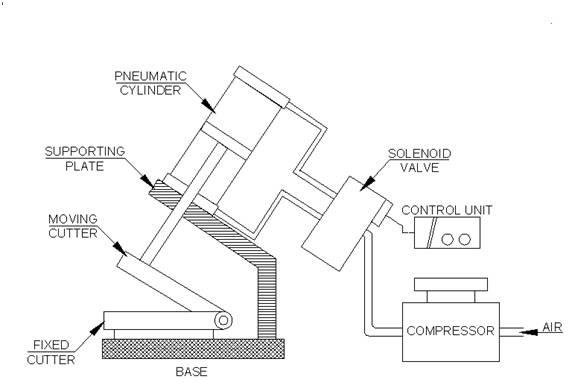 PNEUMATIC
CYLINDER
SUPPORTING
PLATE
SOLENOID
VALVE
MOVING
CUTTER
CONTROL UNIT
COMPRESSOR
AIR
FIXED
CUTTER
BASE